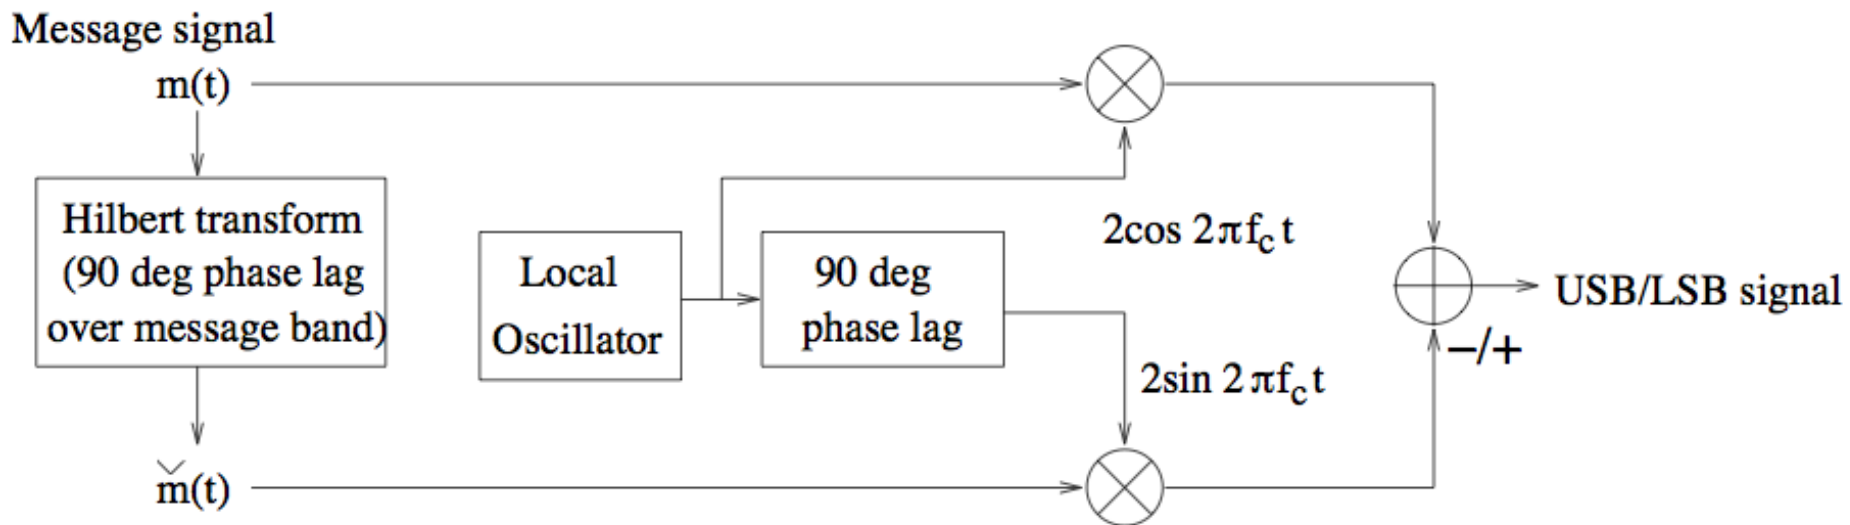 Message signal
m(t)
Hilbert transform
(90 deg phase lag
over message band)
Local
Oscillator
90 deg
phase lag
2cos 2πf_c t
2sin 2πf_c t
USB/LSB signal
−/+
m̌(t)